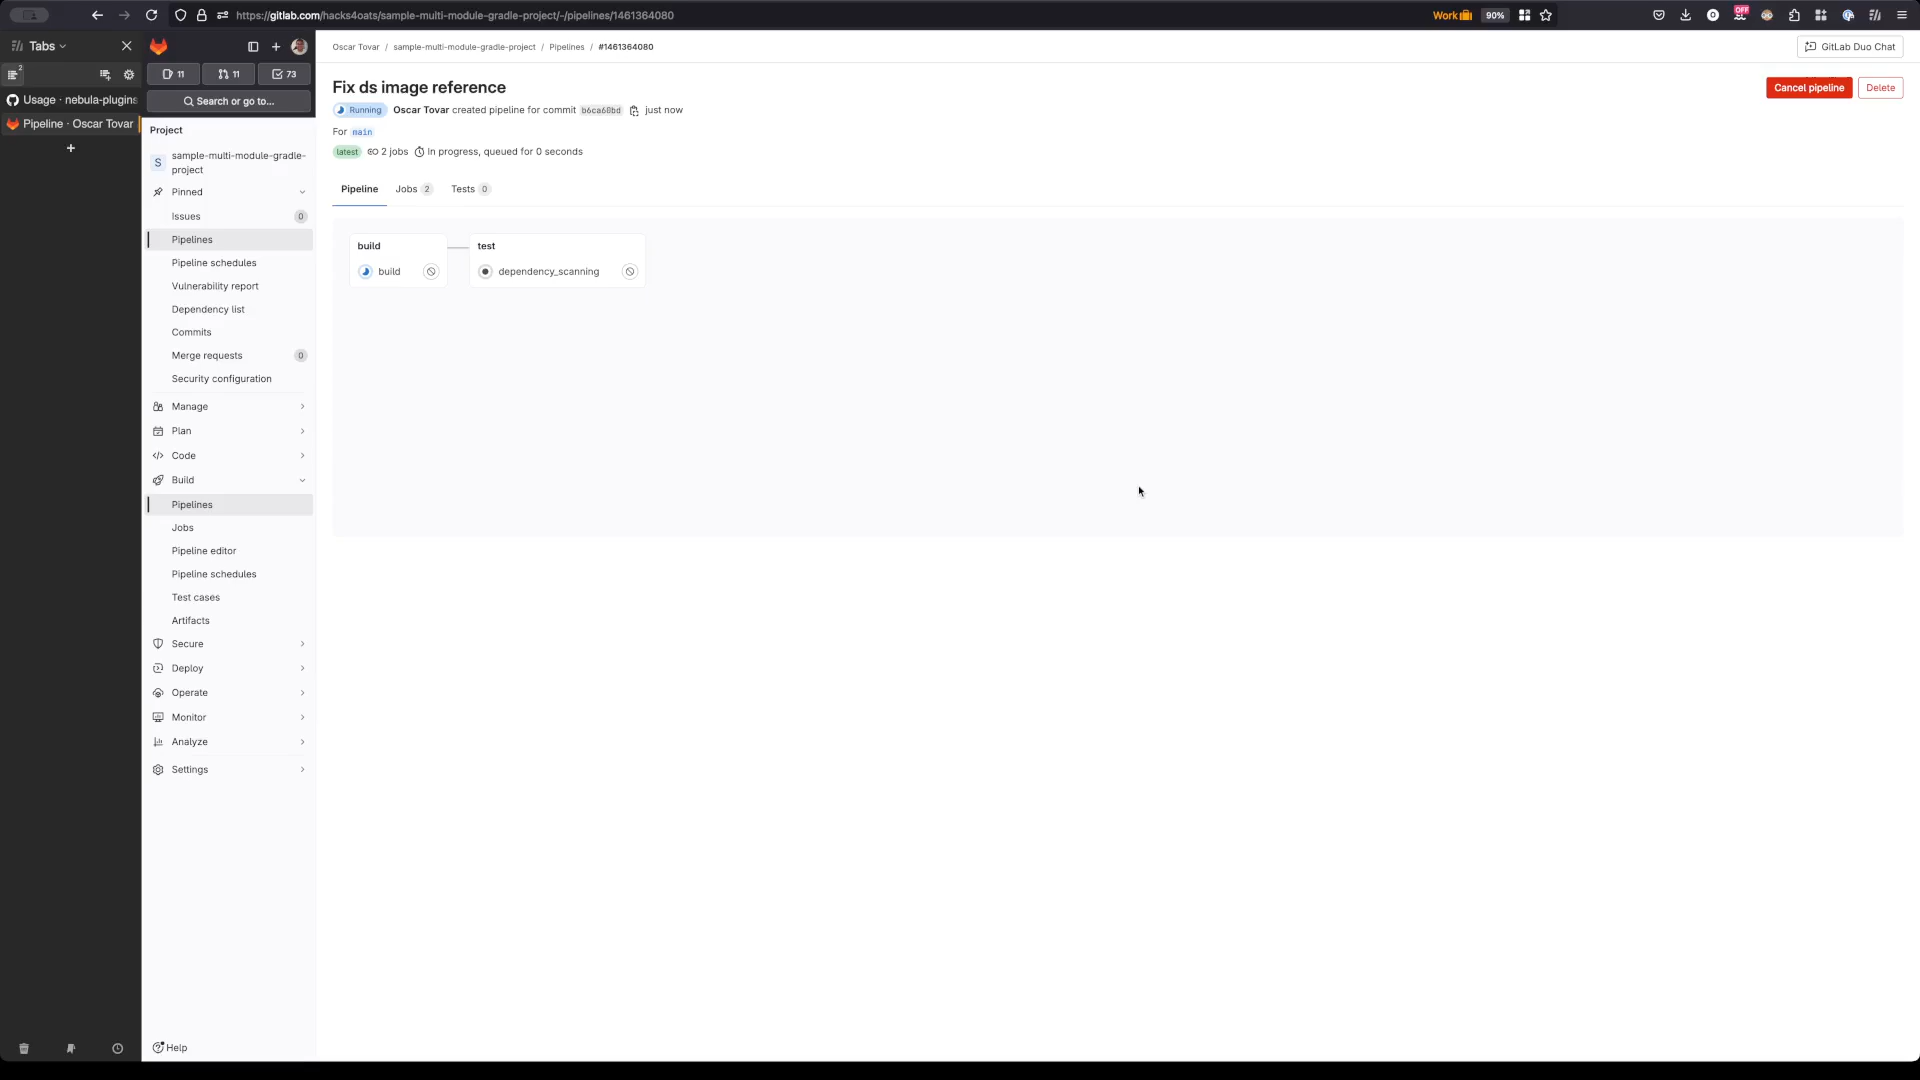 https://gitlab.com/hacks4oats/sample-multi-module-gradle-project/-/pipelines/1461364080
Work
90%
OFF
Tabs
2
Usage · nebula-plugins
Pipeline · Oscar Tovar
11
11
73
Search or go to...
Project
S
sample-multi-module-gradle-
project
Pinned
Issues
0
Pipelines
Pipeline schedules
Vulnerability report
Dependency list
Commits
Merge requests
0
Security configuration
Manage
Plan
Code
Build
Pipelines
Jobs
Pipeline editor
Pipeline schedules
Test cases
Artifacts
Secure
Deploy
Operate
Monitor
Analyze
Settings
Help
Oscar Tovar / sample-multi-module-gradle-project / Pipelines / #1461364080
GitLab Duo Chat
Fix ds image reference
Cancel pipeline
Delete
Running Oscar Tovar created pipeline for commit b6ca60bd just now
For main
latest 2 jobs In progress, queued for 0 seconds
Pipeline
Jobs 2
Tests 0
build
build
test
dependency_scanning